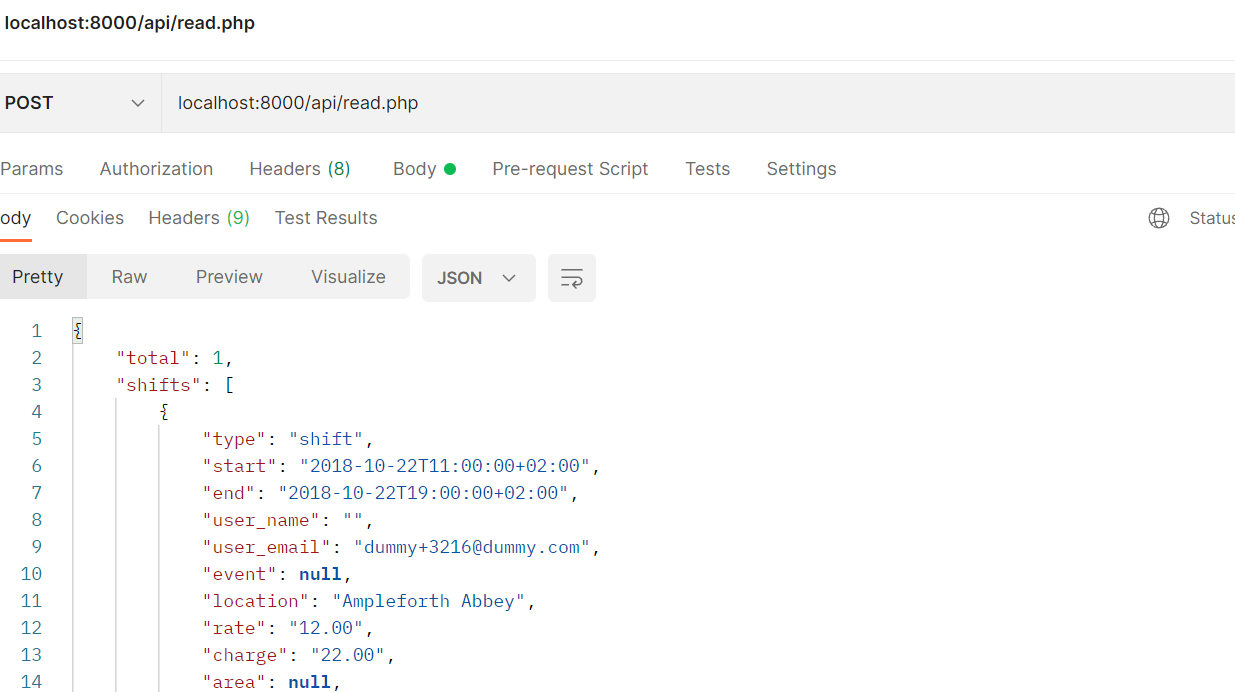 localhost:8000/api/read.php
POST localhost:8000/api/read.php
Params Authorization Headers (8) Body Pre-request Script Tests Settings
ody Cookies Headers (9) Test Results Status
Pretty Raw Preview Visualize JSON
1 {
2 "total": 1,
3 "shifts": [
4 {
5 "type": "shift",
6 "start": "2018-10-22T11:00:00+02:00",
7 "end": "2018-10-22T19:00:00+02:00",
8 "user_name": "",
9 "user_email": "dummy+3216@dummy.com",
10 "event": null,
11 "location": "Ampleforth Abbey",
12 "rate": "12.00",
13 "charge": "22.00",
14 "area": null,